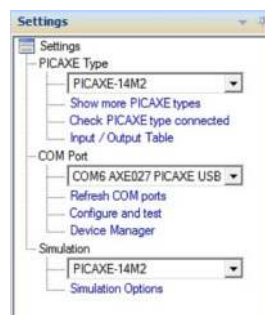 Settings
Settings
PICAXE Type
PICAXE-14M2
Show more PICAXE types
Check PICAXE type connected
Input / Output Table
COM Port
COM6 AXE027 PICAXE USB
Refresh COM ports
Configure and test
Device Manager
Simulation
PICAXE-14M2
Simulation Options